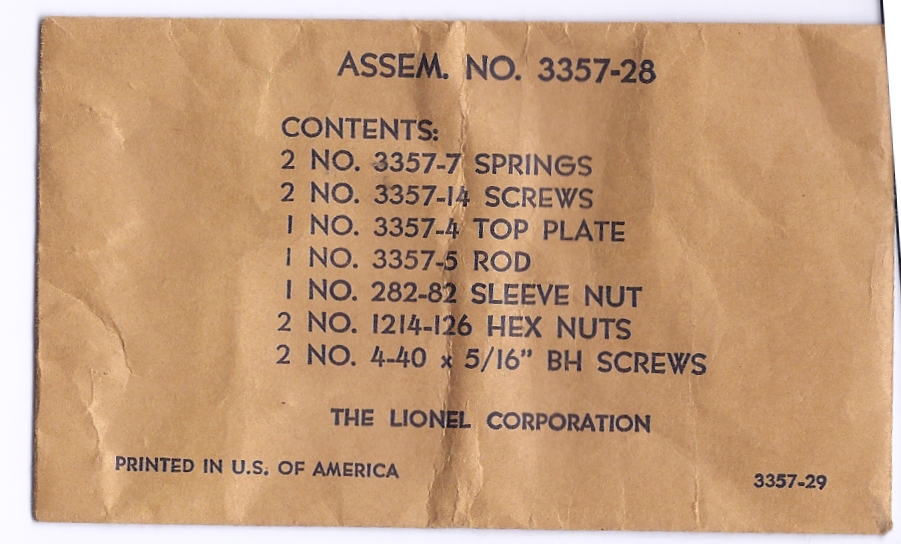 ASSEM. NO. 3357-28
CONTENTS:
2 NO. 3357-7 SPRINGS
2 NO. 3357-14 SCREWS
1 NO. 3357-4 TOP PLATE
1 NO. 3357-5 ROD
1 NO. 282-82 SLEEVE NUT
2 NO. 1214-126 HEX NUTS
2 NO. 4-40 x 5/16" BH SCREWS
THE LIONEL CORPORATION
PRINTED IN U.S. OF AMERICA
3357-29